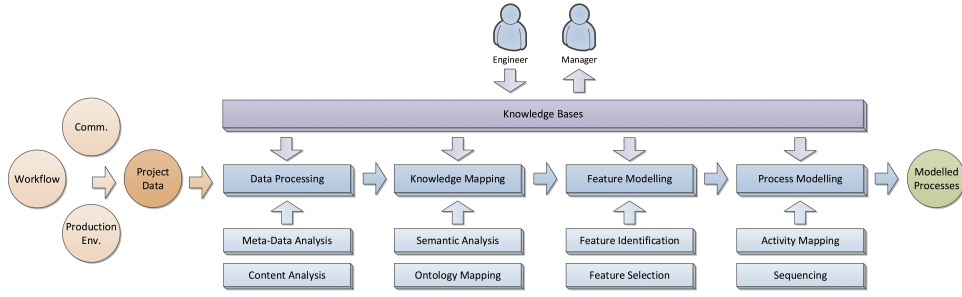 Engineer
Manager
Knowledge Bases
Comm.
Workflow
Project
Data
Production
Env.
Data Processing
Knowledge Mapping
Feature Modelling
Process Modelling
Modelled
Processes
Meta-Data Analysis
Semantic Analysis
Feature Identification
Activity Mapping
Content Analysis
Ontology Mapping
Feature Selection
Sequencing